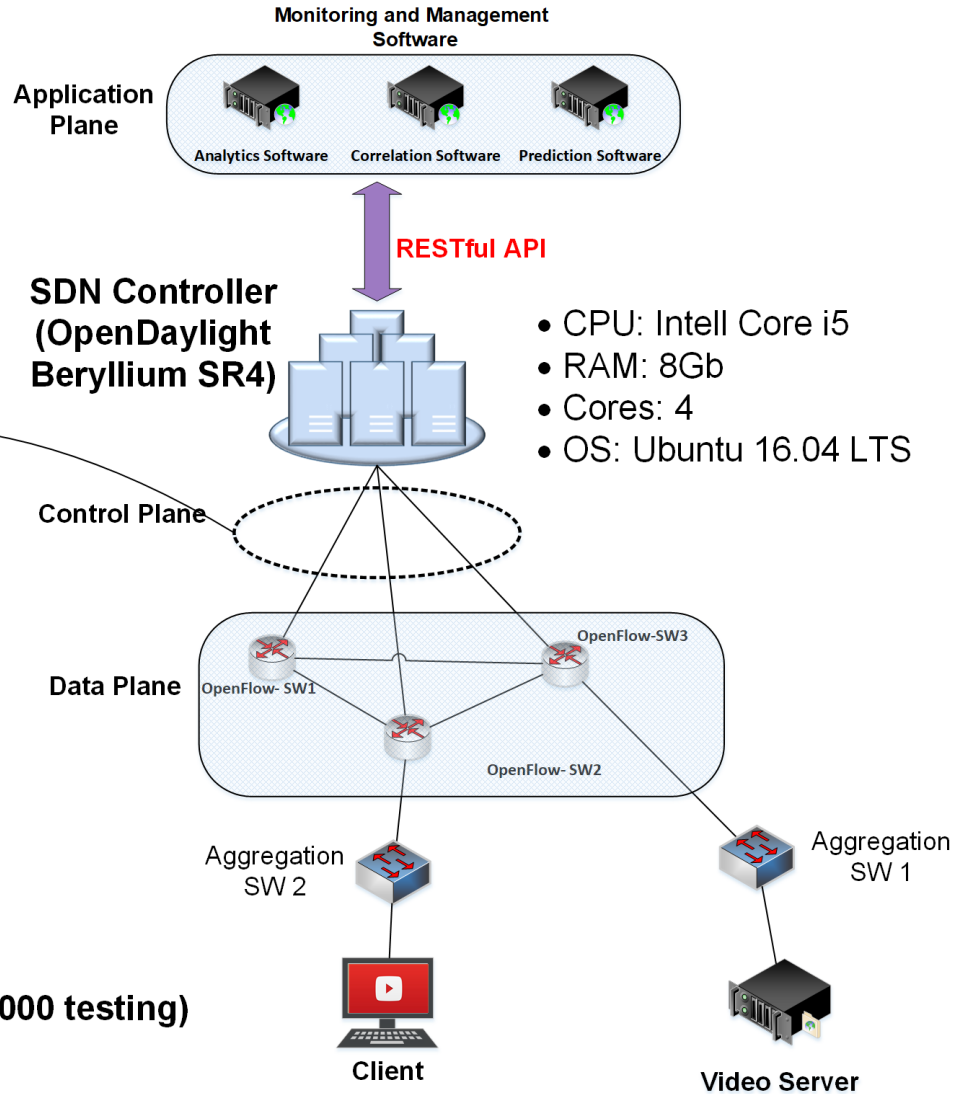 Monitoring and Management
Software
Application
Plane
Analytics Software
Correlation Software
Prediction Software
RESTful API
SDN Controller
(OpenDaylight
Beryllium SR4)
• CPU: Intell Core i5
• RAM: 8Gb
• Cores: 4
• OS: Ubuntu 16.04 LTS
Control Plane
OpenFlow-SW3
Data Plane
OpenFlow- SW1
OpenFlow- SW2
Aggregation
SW 2
Aggregation
SW 1
000 testing)
Client
Video Server